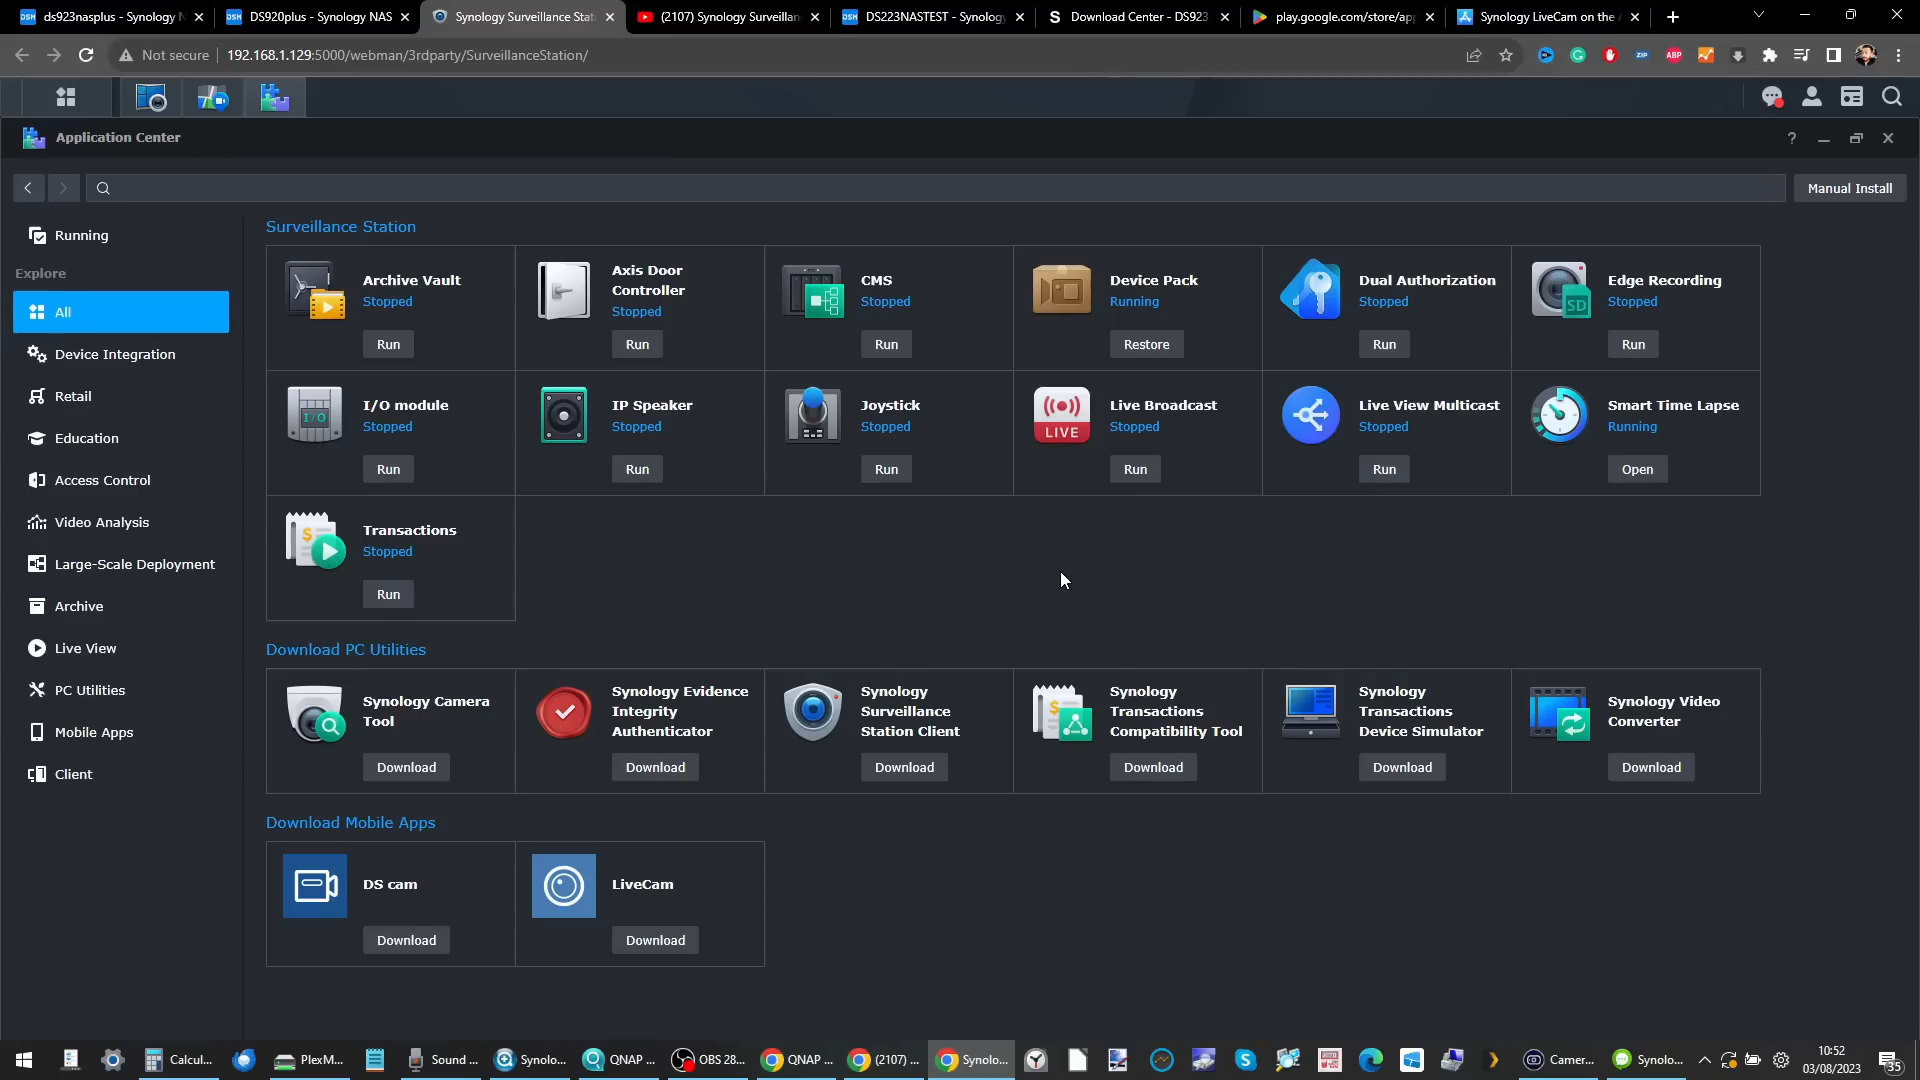 ds923nasplus - Synology N
DS920plus - Synology NAS
Synology Surveillance Stat
(2107) Synology Surveillan
DS223NASTEST - Synology
Download Center - DS923
play.google.com/store/app
Synology LiveCam on the
Not secure
192.168.1.129:5000/webman/3rdparty/SurveillanceStation/
ZIP
ABP
Application Center
?
Manual Install
Running
Explore
All
Device Integration
Retail
Education
Access Control
Video Analysis
Large-Scale Deployment
Archive
Live View
PC Utilities
Mobile Apps
Client
Surveillance Station
Archive Vault
Stopped
Run
Axis Door
Controller
Stopped
Run
CMS
Stopped
Run
Device Pack
Running
Restore
Dual Authorization
Stopped
Run
Edge Recording
Stopped
Run
SD
I/O module
Stopped
Run
I/O
IP Speaker
Stopped
Run
Joystick
Stopped
Run
Live Broadcast
Stopped
Run
LIVE
Live View Multicast
Stopped
Run
Smart Time Lapse
Running
Open
Transactions
Stopped
Run
Download PC Utilities
Synology Camera
Tool
Download
Synology Evidence
Integrity
Authenticator
Download
Synology
Surveillance
Station Client
Download
Synology
Transactions
Compatibility Tool
Download
Synology
Transactions
Device Simulator
Download
Synology Video
Converter
Download
Download Mobile Apps
DS cam
Download
LiveCam
Download
Calcul...
PlexM...
Sound ...
Synolo...
QNAP ...
OBS 28...
QNAP ...
(2107) ...
Synolo...
Camer...
Synolo...
10:52
03/08/2023
35